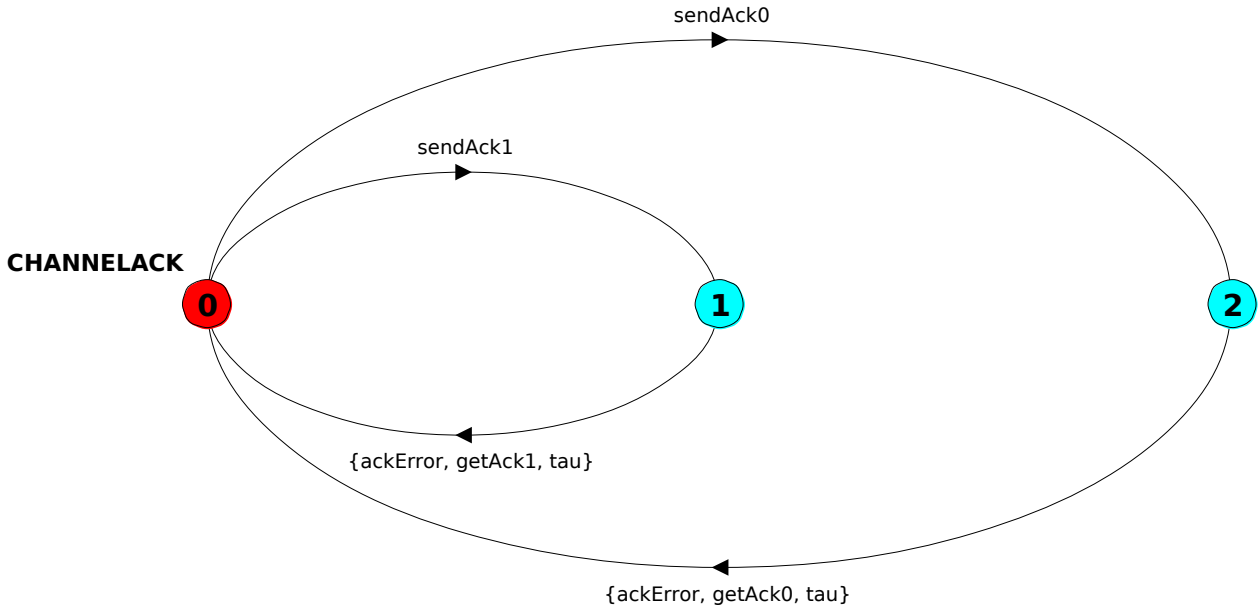 sendAck0
sendAck1
CHANNELACK
0
1
2
{ackError, getAck1, tau}
{ackError, getAck0, tau}